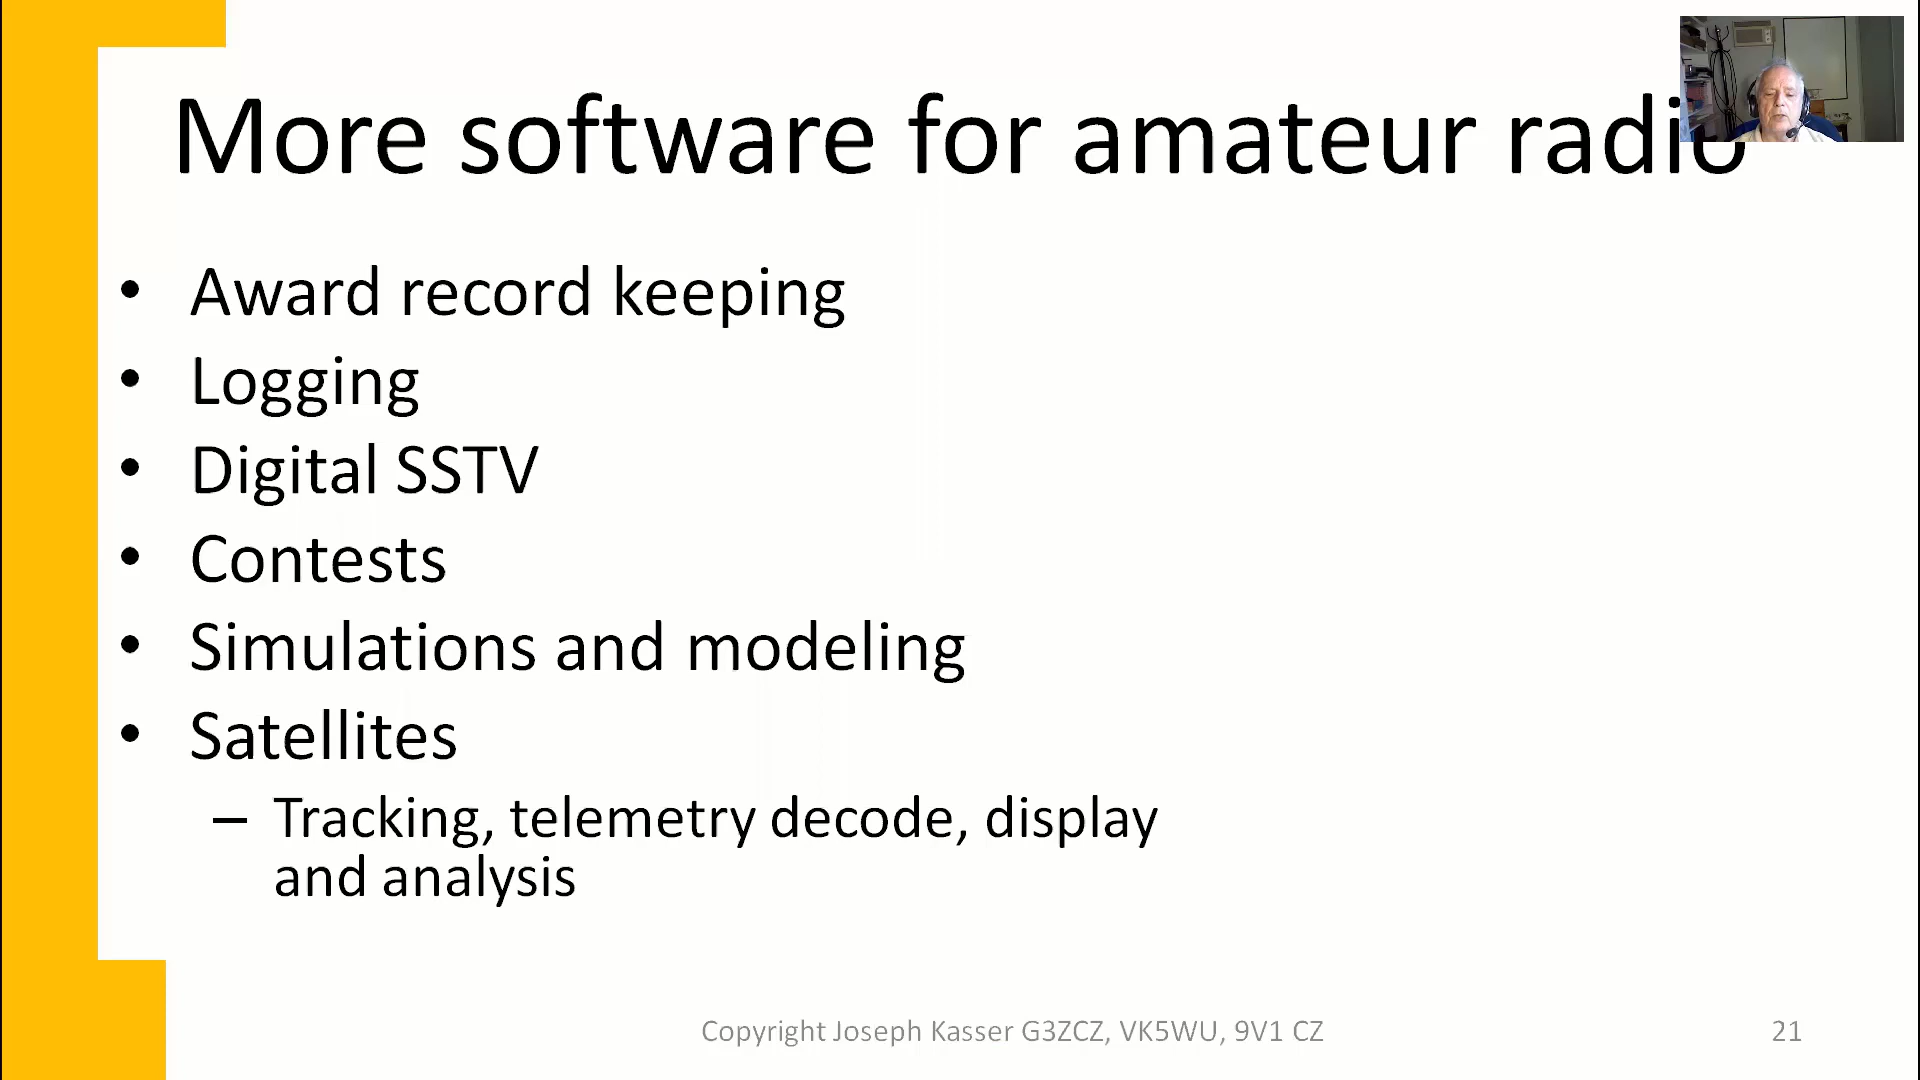 More software for amateur radio
• Award record keeping
• Logging
• Digital SSTV
• Contests
• Simulations and modeling
• Satellites
– Tracking, telemetry decode, display
and analysis
Copyright Joseph Kasser G3ZCZ, VK5WU, 9V1 CZ
21